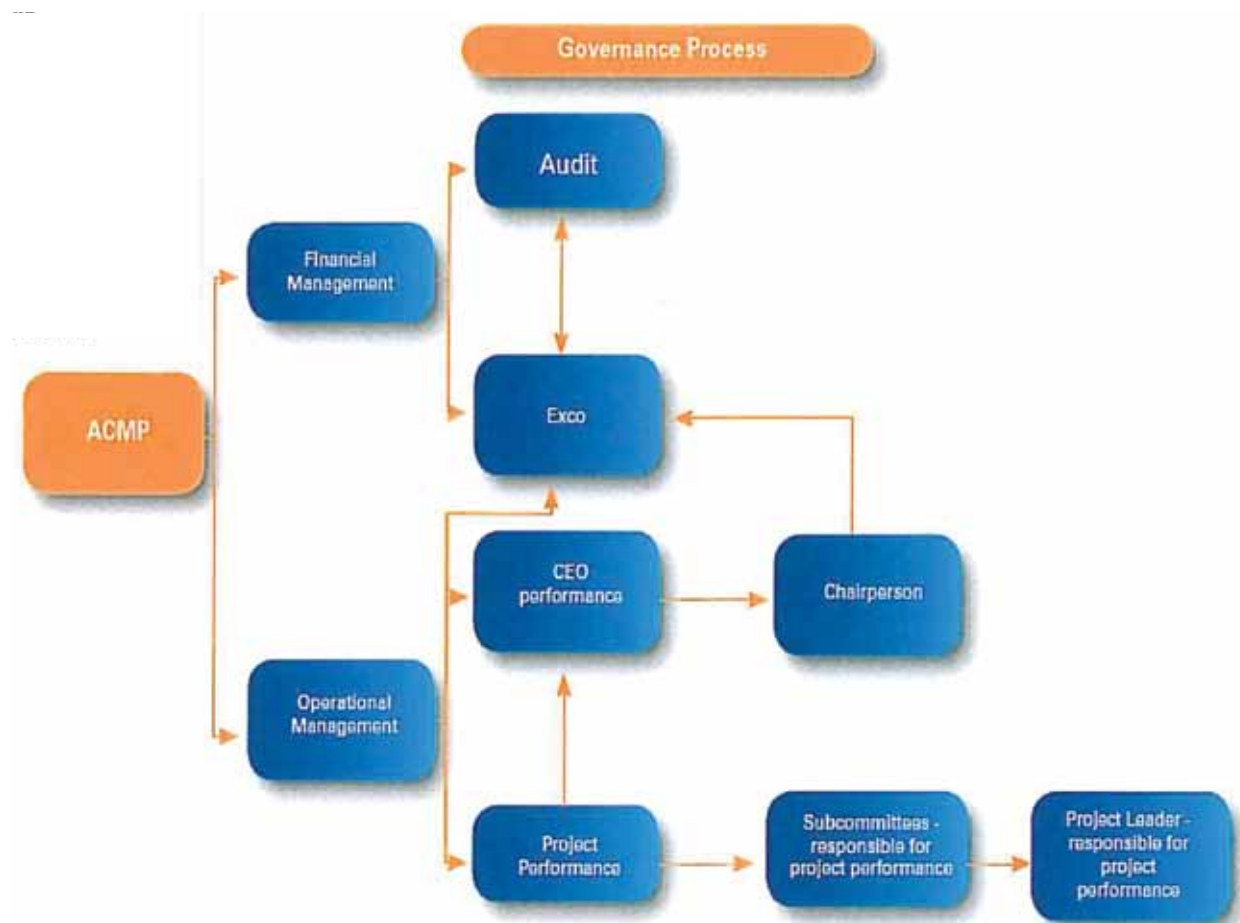 Governance Process
Audit
Financial
Management
Exco
ACMP
CEO
performance
Chairperson
Operational
Management
Project
Performance
Subcommittees -
responsible for
project performance
Project Leader -
responsible for
project
performance